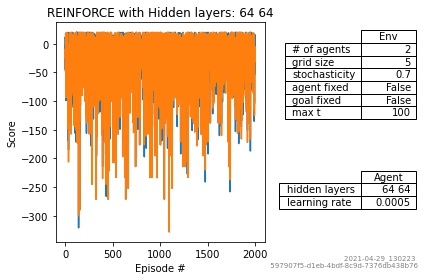 REINFORCE with Hidden layers: 64 64
Score
0
−50
−100
−150
−200
−250
−300
0 500 1000 1500 2000
Episode #
Env
# of agents 2
grid size 5
stochasticity 0.7
agent fixed False
goal fixed False
max t 100
Agent
hidden layers 64 64
learning rate 0.0005
2021-04-29_130223
597907f5-d1eb-4bdf-8c9d-7376db438b76